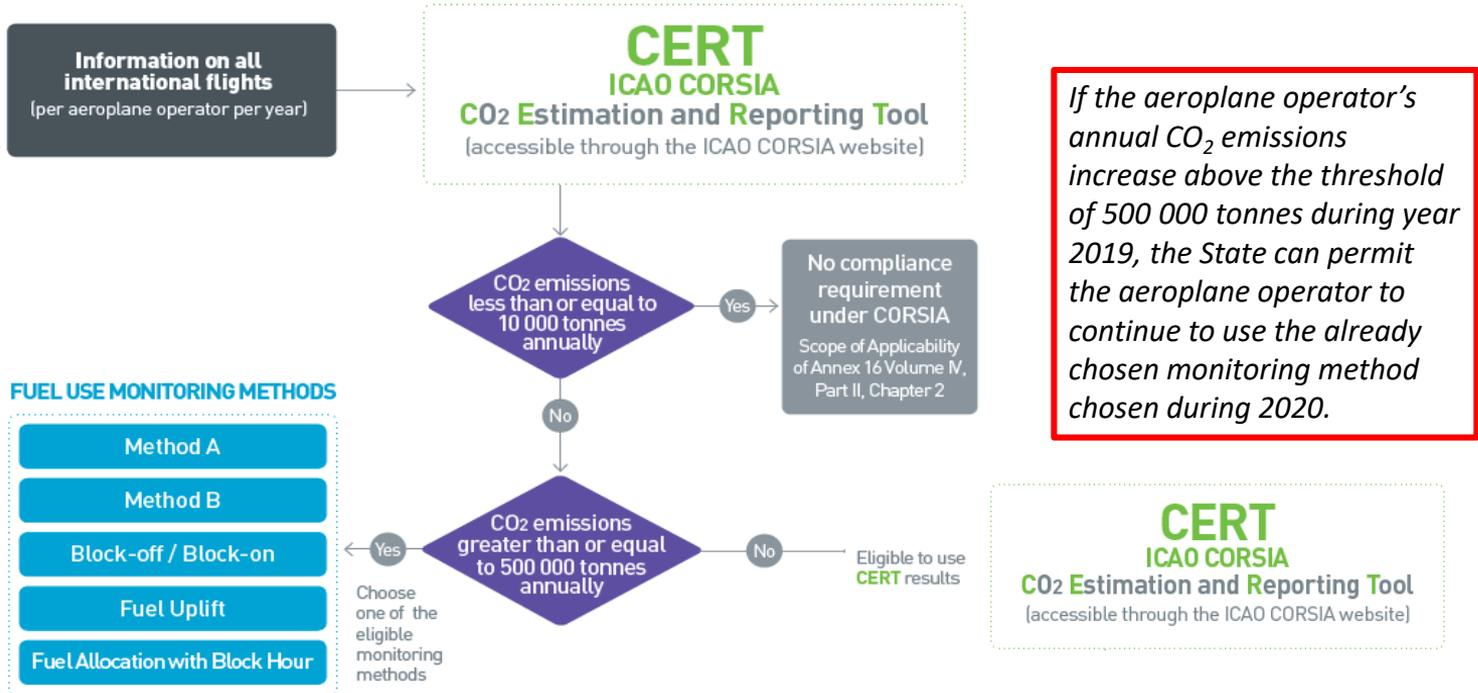 Information on all
international flights
(per aeroplane operator per year)
CERT
ICAO CORSIA
CO2 Estimation and Reporting Tool
(accessible through the ICAO CORSIA website)
If the aeroplane operator's
annual CO2 emissions
increase above the threshold
of 500 000 tonnes during year
2019, the State can permit
the aeroplane operator to
continue to use the already
chosen monitoring method
chosen during 2020.
CO2 emissions
less than or equal to
10 000 tonnes
annually
Yes
No compliance
requirement
under CORSIA
Scope of Applicability
of Annex 16 Volume IV,
Part II, Chapter 2
No
FUEL USE MONITORING METHODS
Method A
Method B
Block-off / Block-on
Fuel Uplift
Fuel Allocation with Block Hour
Yes
Choose
one of the
eligible
monitoring
methods
CO2 emissions
greater than or equal
to 500 000 tonnes
annually
No
Eligible to use
CERT results
CERT
ICAO CORSIA
CO2 Estimation and Reporting Tool
(accessible through the ICAO CORSIA website)